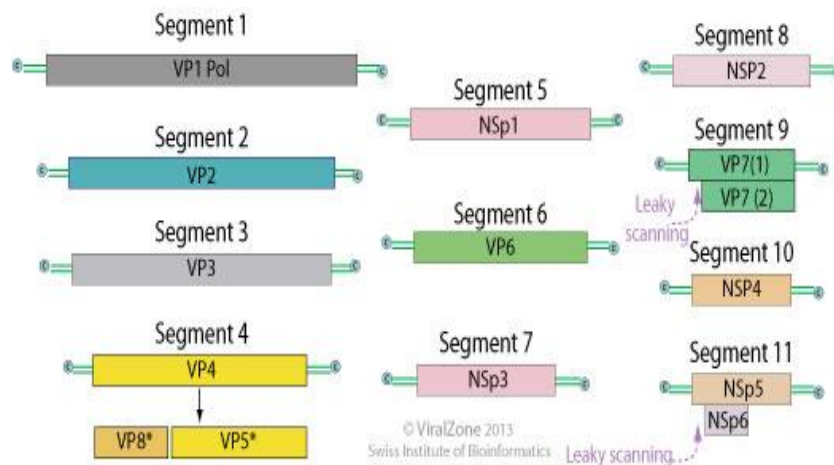 Segment 1
VP1 Pol
Segment 2
VP2
Segment 3
VP3
Segment 4
VP4
VP8*
VP5*
Segment 5
NSp1
Segment 6
VP6
Segment 7
NSp3
© ViralZone 2013
Swiss Institute of Bioinformatics
Segment 8
NSP2
Segment 9
VP7(1)
VP7 (2)
Leaky
scanning
Segment 10
NSP4
Segment 11
NSp5
NSp6
Leaky scanning